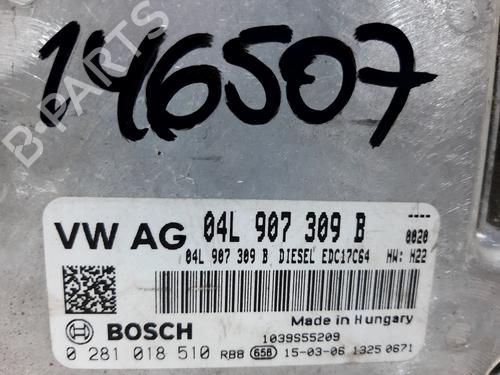 146507
B-PARTS
VW AG 04L 907 309 B ----
0020
04L 907 309 B DIESEL EDC17C64 HW: H22
Made in Hungary
BOSCH 1039S55209
0 281 018 510 RB8 658 15-03-06 1325 0671